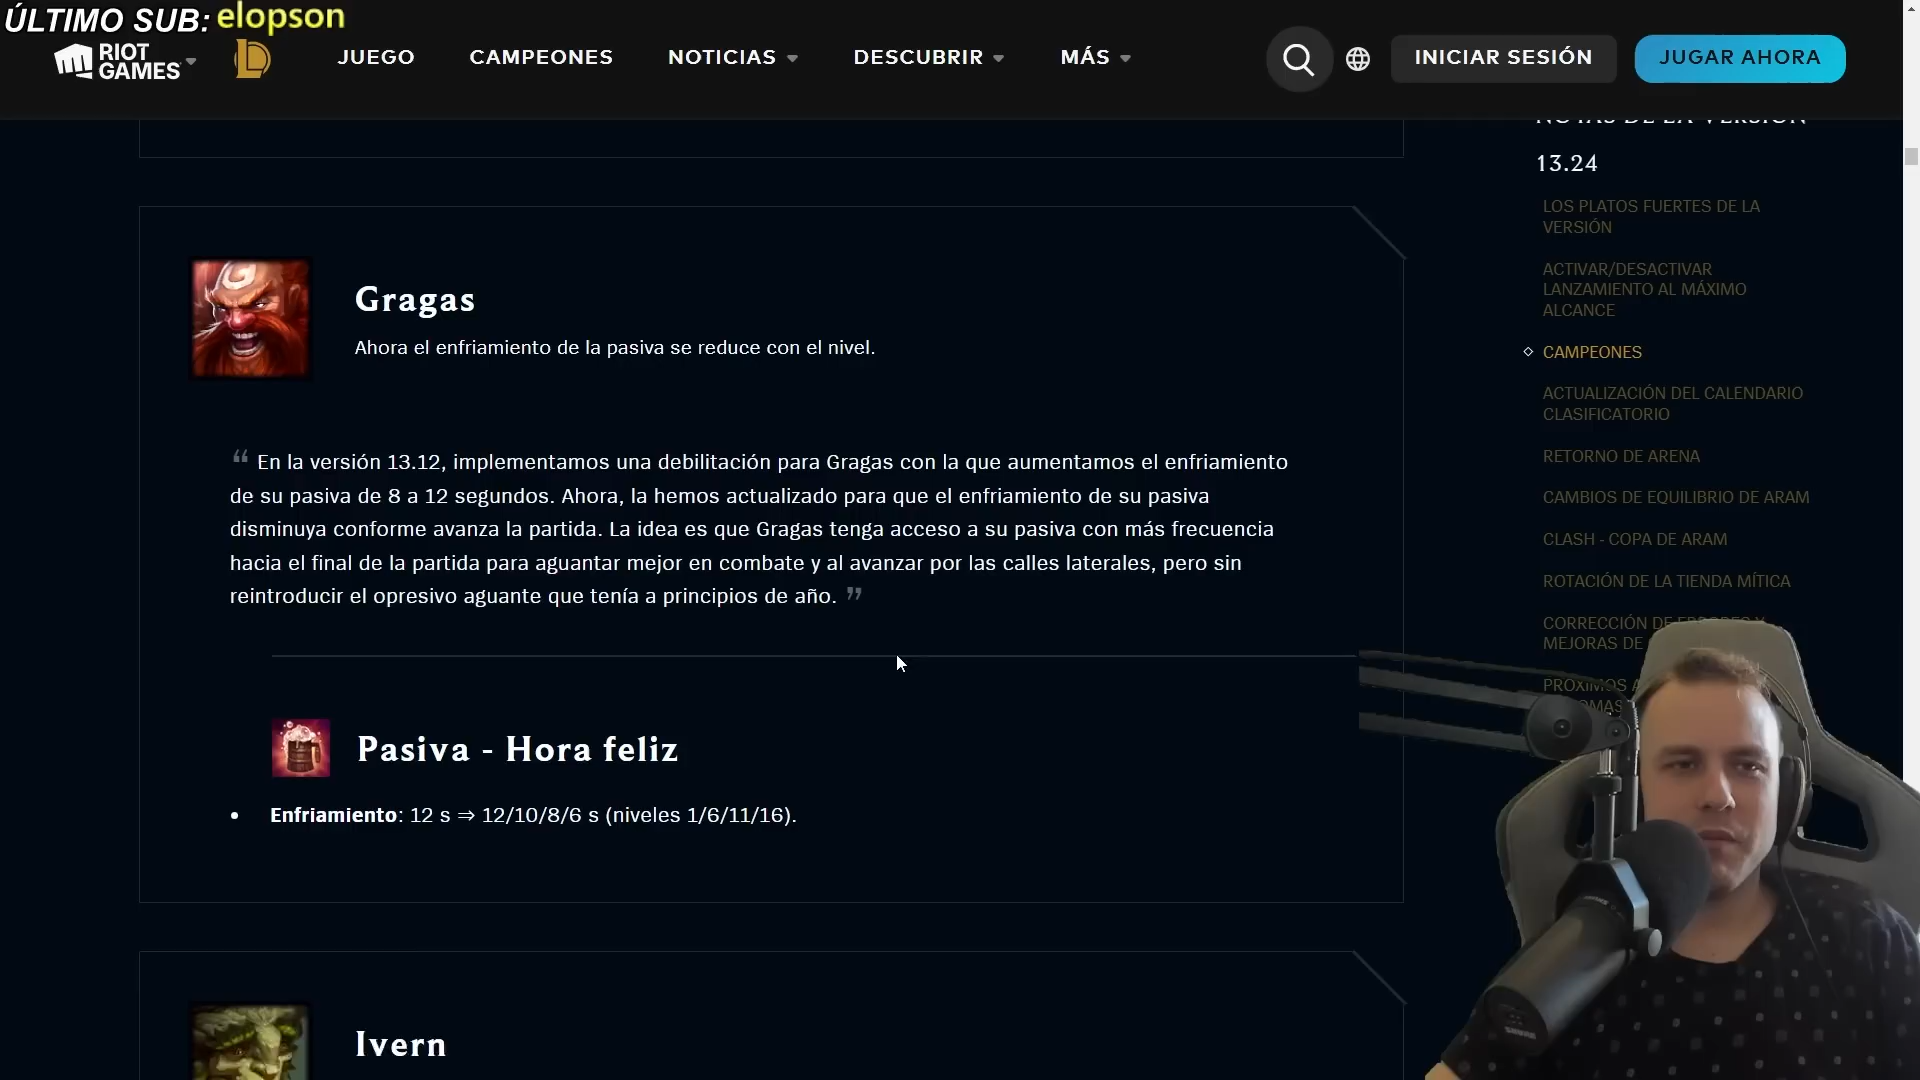 ÚLTIMO SUB: elopson
RIOT GAMES
JUEGO
CAMPEONES
NOTICIAS
DESCUBRIR
MÁS
INICIAR SESIÓN
JUGAR AHORA
NOTAS DE LA VERSIÓN
13.24
LOS PLATOS FUERTES DE LA
VERSIÓN
ACTIVAR/DESACTIVAR
LANZAMIENTO AL MÁXIMO
ALCANCE
CAMPEONES
ACTUALIZACIÓN DEL CALENDARIO
CLASIFICATORIO
RETORNO DE ARENA
CAMBIOS DE EQUILIBRIO DE ARAM
CLASH - COPA DE ARAM
ROTACIÓN DE LA TIENDA MÍTICA
CORRECCIÓN DE ERRORES Y
MEJORAS DE
PRÓXIMOS
Gragas
Ahora el enfriamiento de la pasiva se reduce con el nivel.
“ En la versión 13.12, implementamos una debilitación para Gragas con la que aumentamos el enfriamiento
de su pasiva de 8 a 12 segundos. Ahora, la hemos actualizado para que el enfriamiento de su pasiva
disminuya conforme avanza la partida. La idea es que Gragas tenga acceso a su pasiva con más frecuencia
hacia el final de la partida para aguantar mejor en combate y al avanzar por las calles laterales, pero sin
reintroducir el opresivo aguante que tenía a principios de año. ”
Pasiva - Hora feliz
• Enfriamiento: 12 s ⇒ 12/10/8/6 s (niveles 1/6/11/16).
Ivern